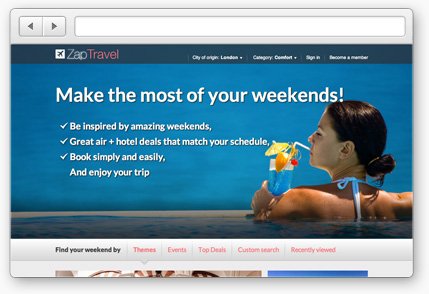 ZapTravel
City of origin: London
Category: Comfort
Sign in
Become a member
Make the most of your weekends!
Be inspired by amazing weekends,
Great air + hotel deals that match your schedule,
Book simply and easily,
And enjoy your trip
Find your weekend by
Themes
Events
Top Deals
Custom search
Recently viewed